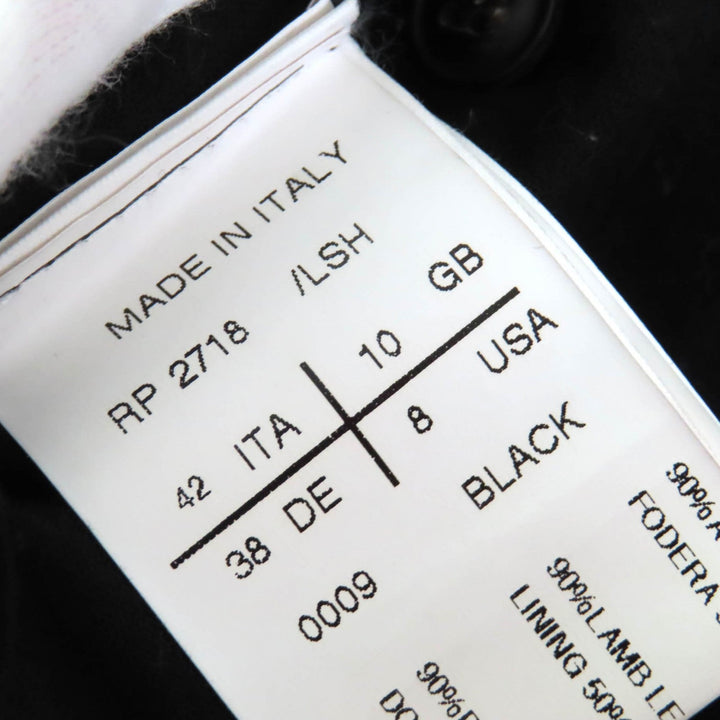 MADE IN ITALY
RP 2718 /LSH
42 ITA 10 GB
38 DE 8 USA
0009 BLACK
90%
90% LAMB LE
LINING 50%
90% A
FODERA